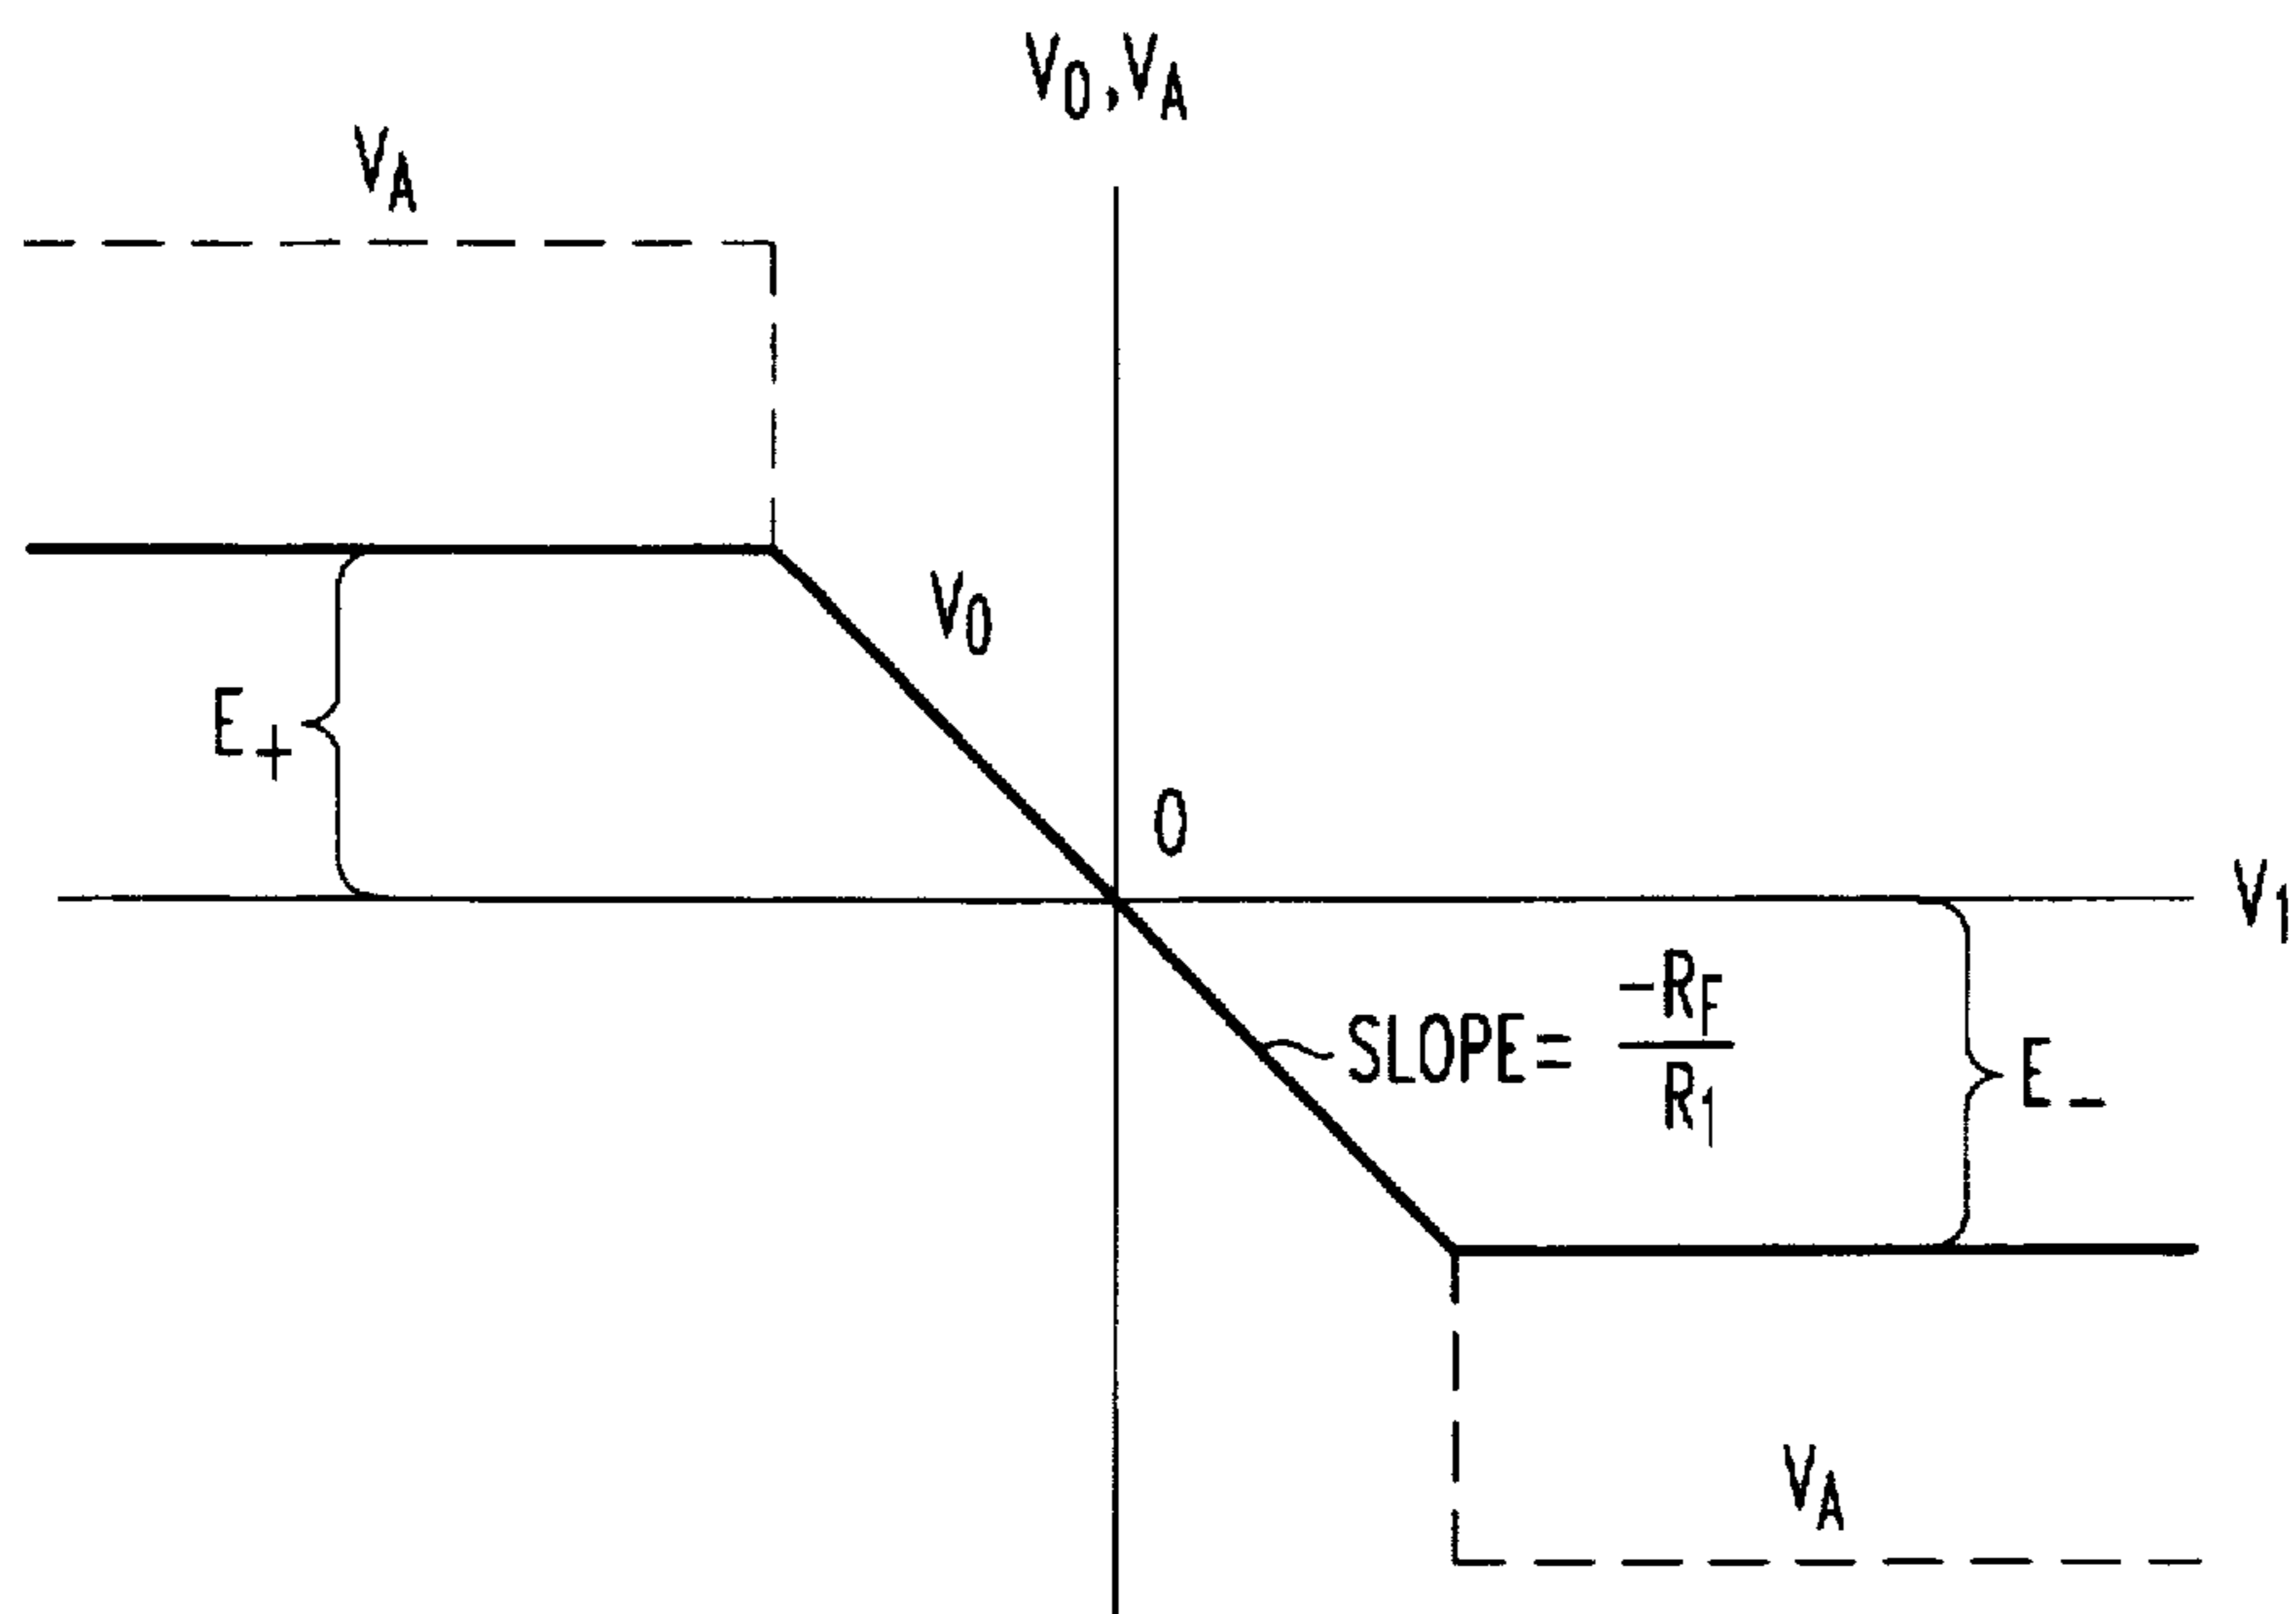 V0,VA
VA
V0
E+
0
V1
SLOPE= -RF
R1
E-
VA